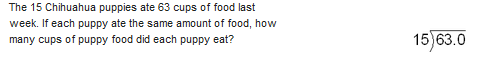 The 15 Chihuahua puppies ate 63 cups of food last
week. If each puppy ate the same amount of food, how
many cups of puppy food did each puppy eat?
15)63.0